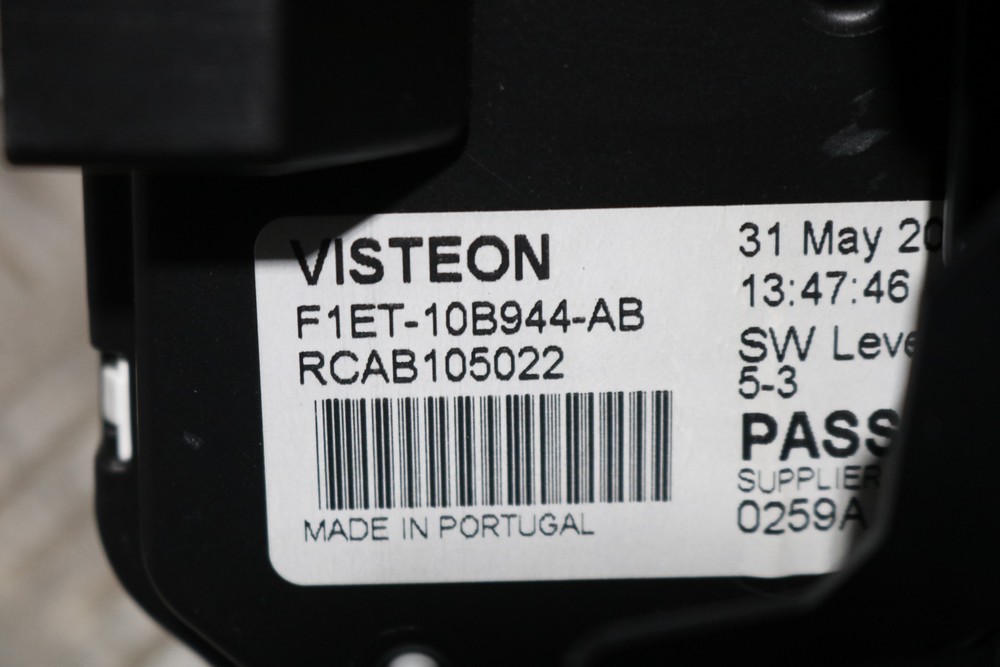 VISTEON
F1ET-10B944-AB
RCAB105022
MADE IN PORTUGAL
31 May 20
13:47:46
SW Leve
5-3
PASS
SUPPLIER
0259A